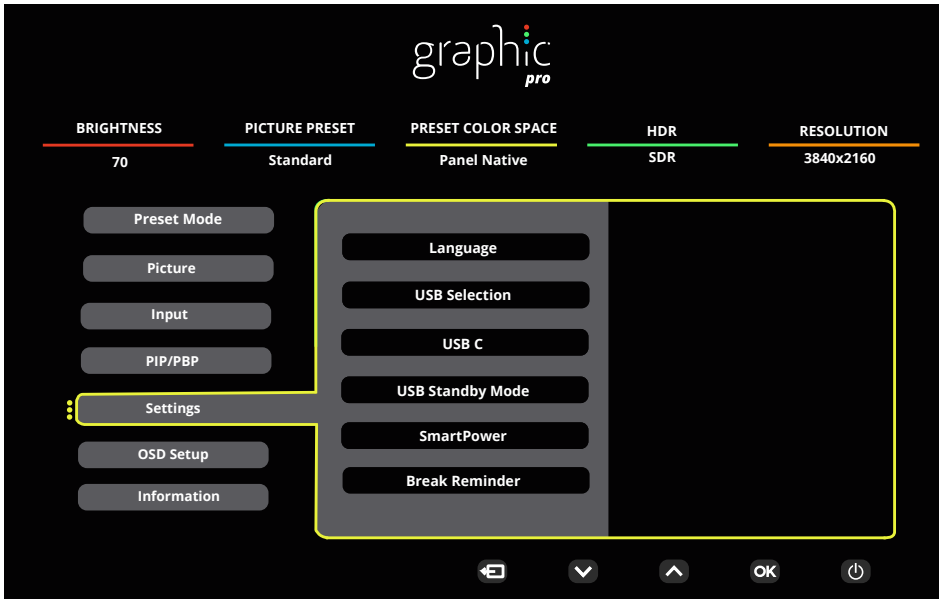 graphic
pro
BRIGHTNESS
70
PICTURE PRESET
Standard
PRESET COLOR SPACE
Panel Native
HDR
SDR
RESOLUTION
3840x2160
Preset Mode
Picture
Input
PIP/PBP
Settings
OSD Setup
Information
Language
USB Selection
USB C
USB Standby Mode
SmartPower
Break Reminder
OK